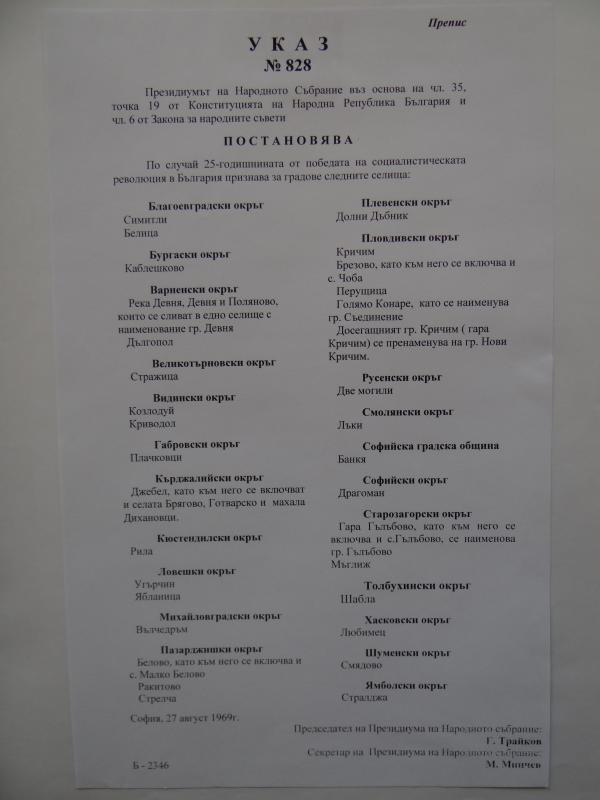 Препис
У К А З
№ 828
Президиумът на Народното Събрание въз основа на чл. 35,
точка 19 от Конституцията на Народна Република България и
чл. 6 от Закона за народните съвети
П О С Т А Н О В Я В А
По случай 25-годишнината от победата на социалистическата
революция в България признава за градове следните селища:
Благоевградски окръг
Симитли
Белица
Бургаски окръг
Каблешково
Варненски окръг
Река Девня, Девня и Поляново,
които се сливат в едно селище с
наименование гр. Девня
Дългопол
Великотърновски окръг
Стражица
Видински окръг
Козлодуй
Криводол
Габровски окръг
Плачковци
Кърджалийски окръг
Джебел, като към него се включват
и селата Брягово, Готварско и махала
Дихановци.
Кюстендилски окръг
Рила
Ловешки окръг
Угърчин
Ябланица
Михайловградски окръг
Вълчедръм
Пазарджишки окръг
Белово, като към него се включва и
с. Малко Белово
Ракитово
Стрелча
Плевенски окръг
Долни Дъбник
Пловдивски окръг
Кричим
Брезово, като към него се включва и
с. Чоба
Перущица
Голямо Конаре, като се наименува
гр. Съединение
Досегашният гр. Кричим ( гара
Кричим) се пренаменува на гр. Нови
Кричим.
Русенски окръг
Две могили
Смолянски окръг
Лъки
Софийска градска община
Банкя
Софийски окръг
Драгоман
Старозагорски окръг
Гара Гълъбово, като към него се
включва и с.Гълъбово, се наименова
гр. Гълъбово
Мъглиж
Толбухински окръг
Шабла
Хасковски окръг
Любимец
Шуменски окръг
Смядово
Ямболски окръг
Стралджа
София, 27 август 1969г.
Председател на Президиума на Народното събрание:
Г. Трайков
Секретар на Президиума на Народното събрание:
М. Минчев
Б - 2346